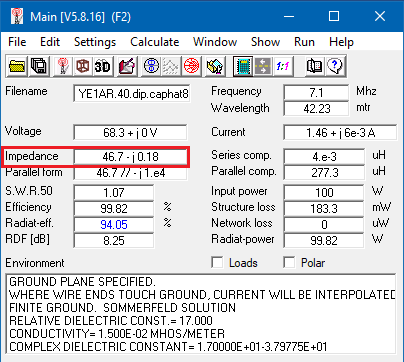 Main [V5.8.16] (F2)
File Edit Settings Calculate Window Show Run Help
3D 1:1 ?
Filename YE1AR.40.dip.caphat8 Frequency 7.1 Mhz
Wavelength 42.23 mtr
Voltage 68.3 + j 0 V Current 1.46 + j 6e-3 A
Impedance 46.7 - j 0.18 Series comp. 4.e-3 uH
Parallel form 46.7 // - j 1.e4 Parallel comp. 277.3 uH
S.W.R.50 1.07 Input power 100 W
Efficiency 99.82 % Structure loss 183.3 mW
Radiat-eff. 94.05 % Network loss 0 uW
RDF [dB] 8.25 Radiat-power 99.82 W
Environment Loads Polar
GROUND PLANE SPECIFIED.
WHERE WIRE ENDS TOUCH GROUND, CURRENT WILL BE INTERPOLATED
FINITE GROUND. SOMMERFELD SOLUTION
RELATIVE DIELECTRIC CONST.= 17.000
CONDUCTIVITY= 1.500E-02 MHOS/METER
COMPLEX DIELECTRIC CONSTANT= 1.70000E+01-3.79775E+01